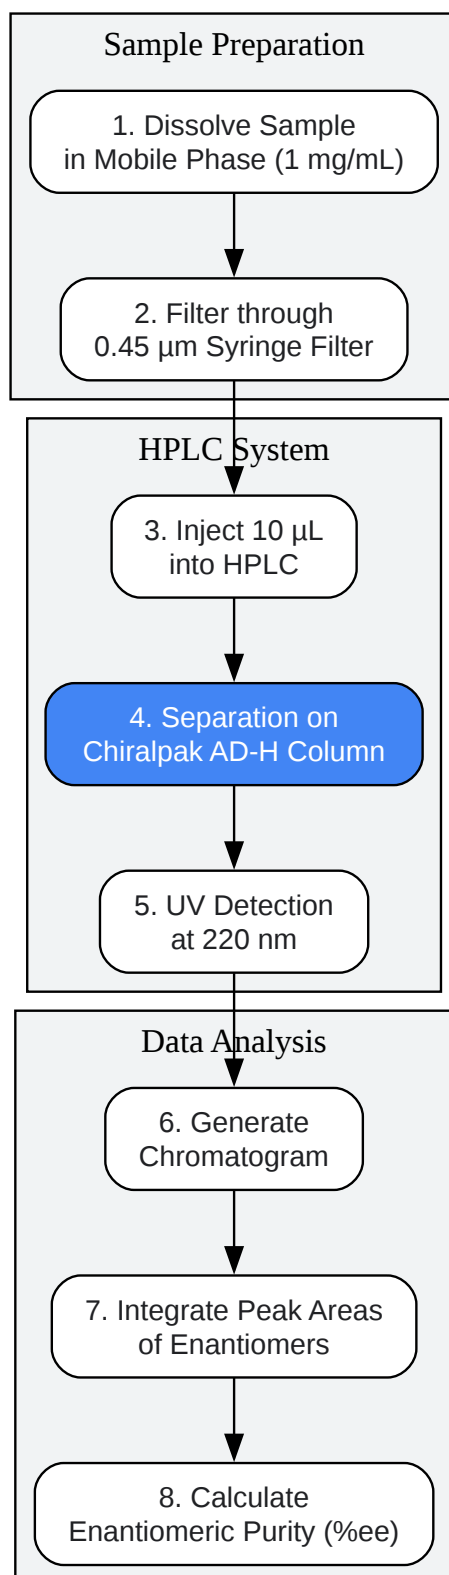 Sample Preparation
1. Dissolve Sample
in Mobile Phase (1 mg/mL)
2. Filter through
0.45 µm Syringe Filter
HPLC System
3. Inject 10 µL
into HPLC
4. Separation on
Chiralpak AD-H Column
5. UV Detection
at 220 nm
Data Analysis
6. Generate
Chromatogram
7. Integrate Peak Areas
of Enantiomers
8. Calculate
Enantiomeric Purity (%ee)